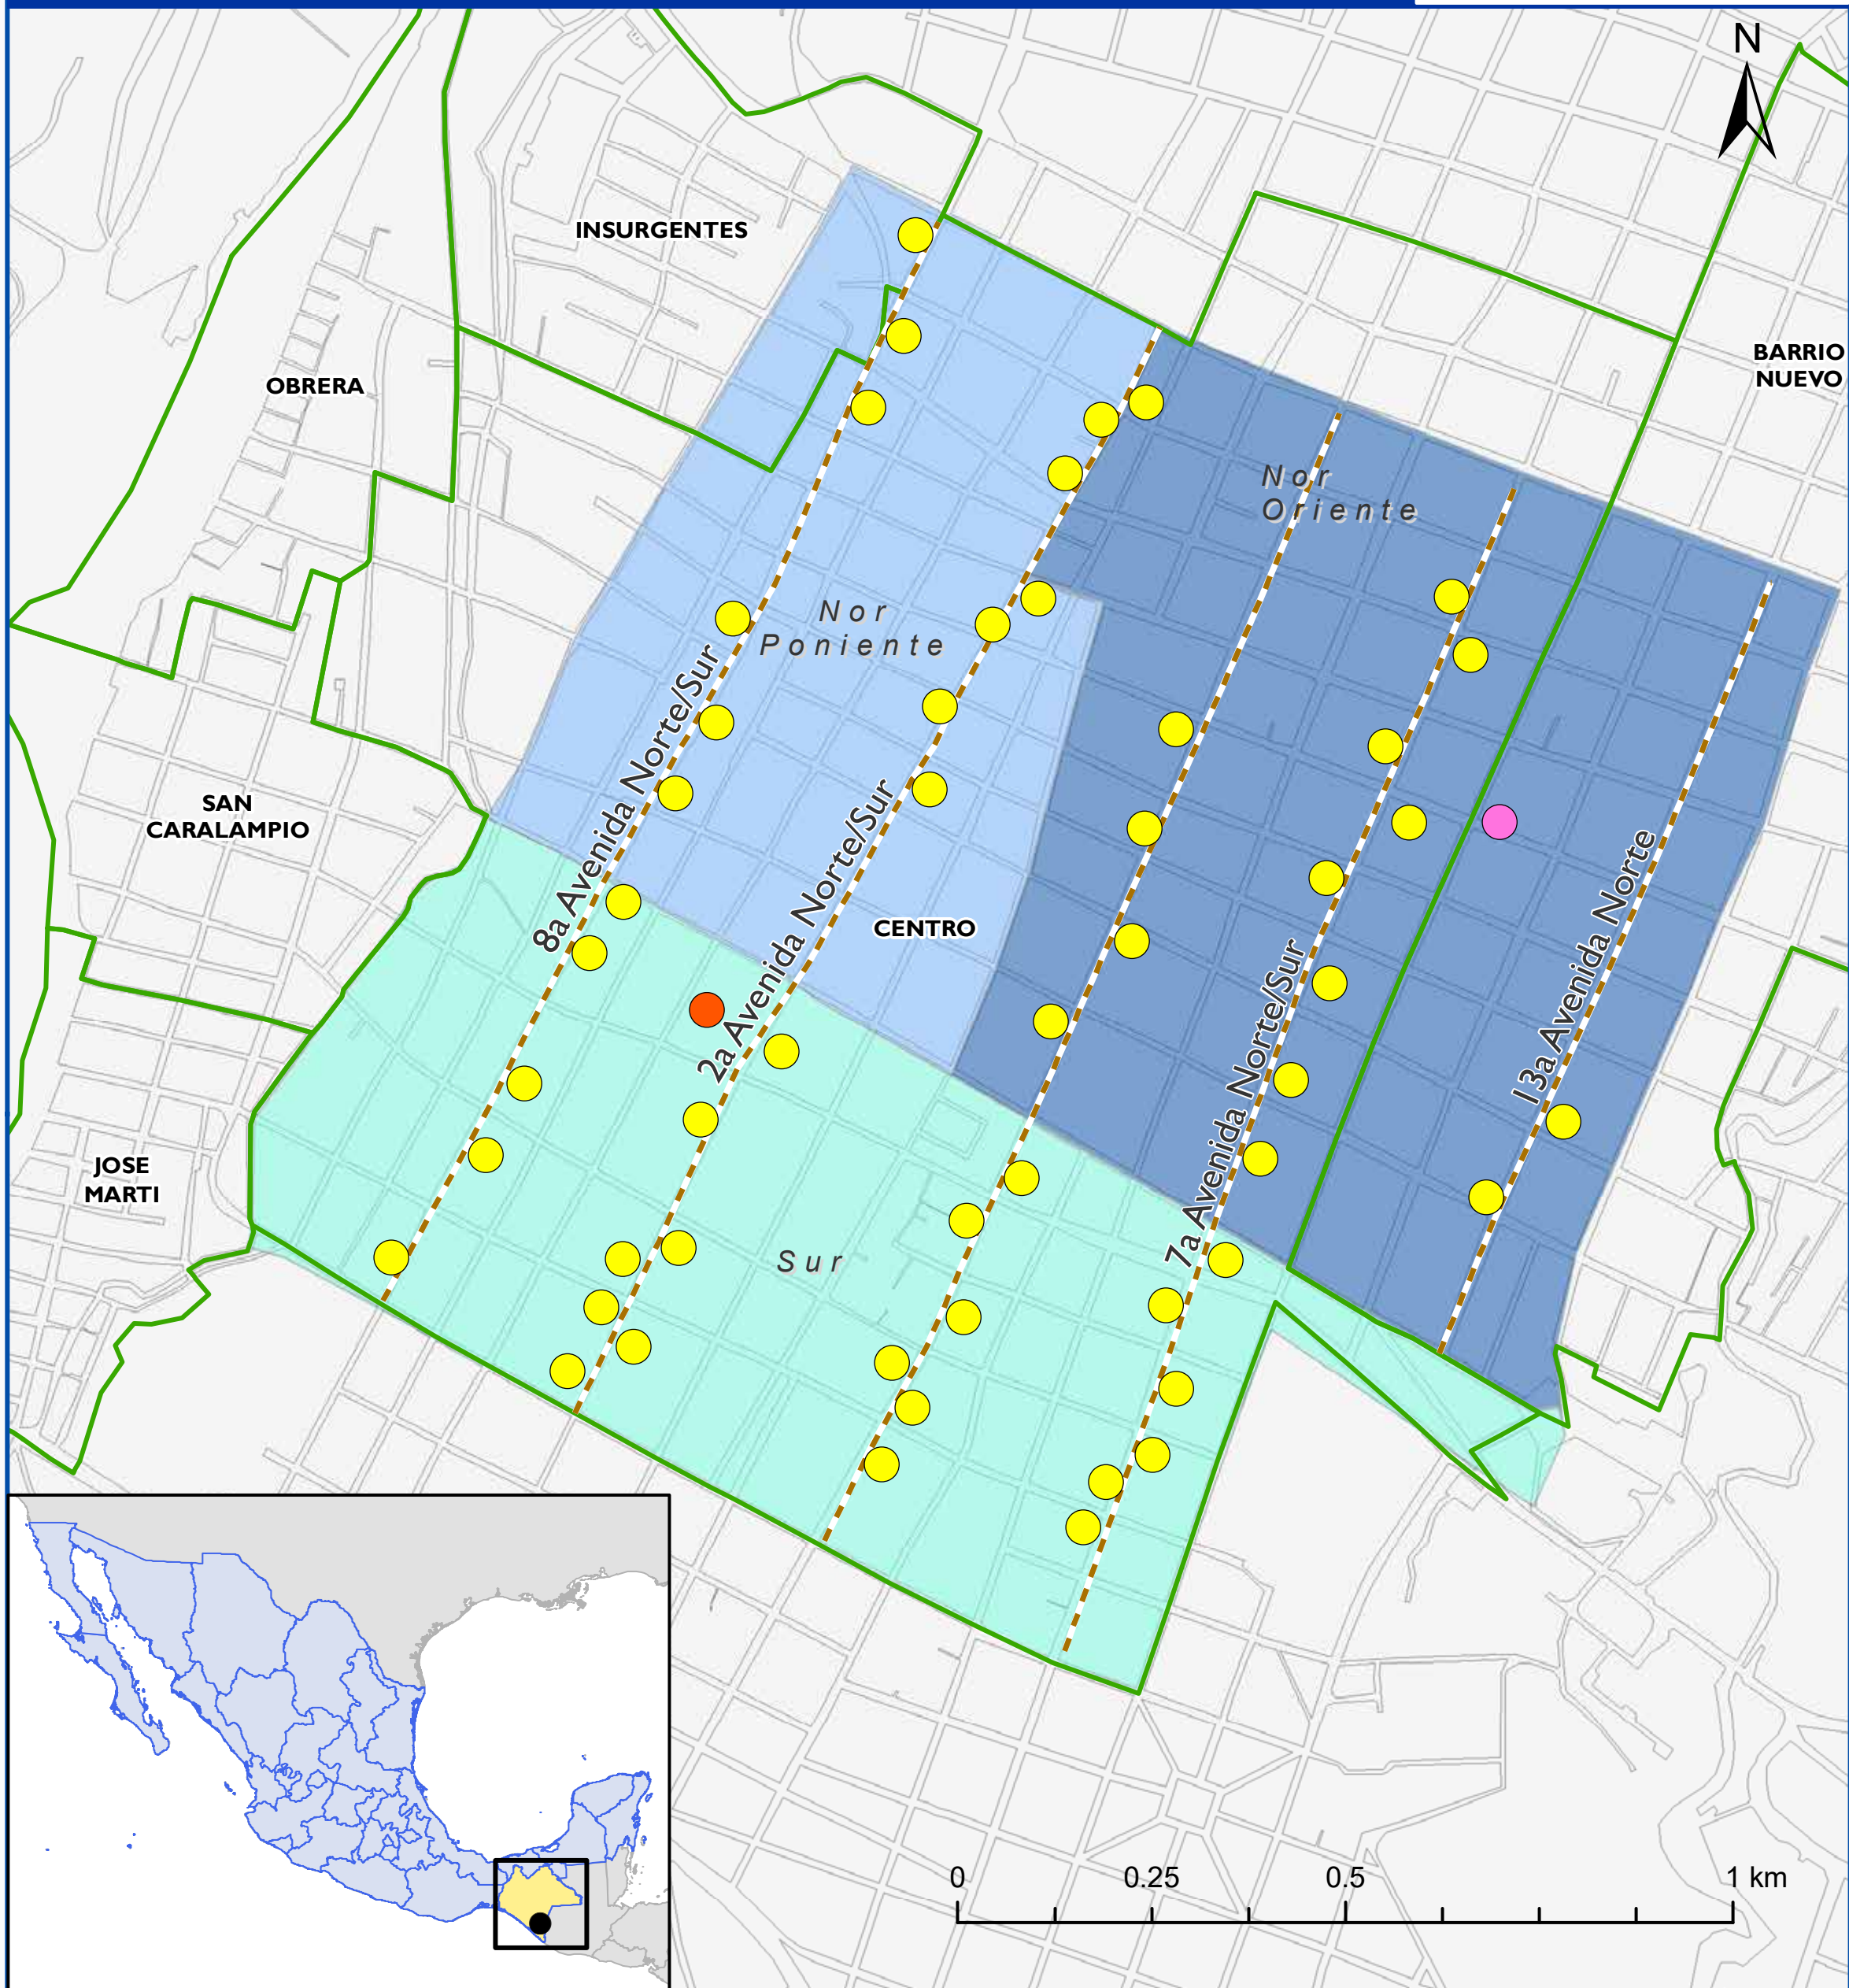 N
INSURGENTES
BARRIO
NUEVO
OBRERA
Nor
Oriente
Nor
Poniente
8a Avenida Norte/Sur
SAN
CARALAMPIO
2a Avenida Norte/Sur
CENTRO
13a Avenida Norte
7a Avenida Norte/Sur
JOSE
MARTI
Sur
0 0.25 0.5 1 km